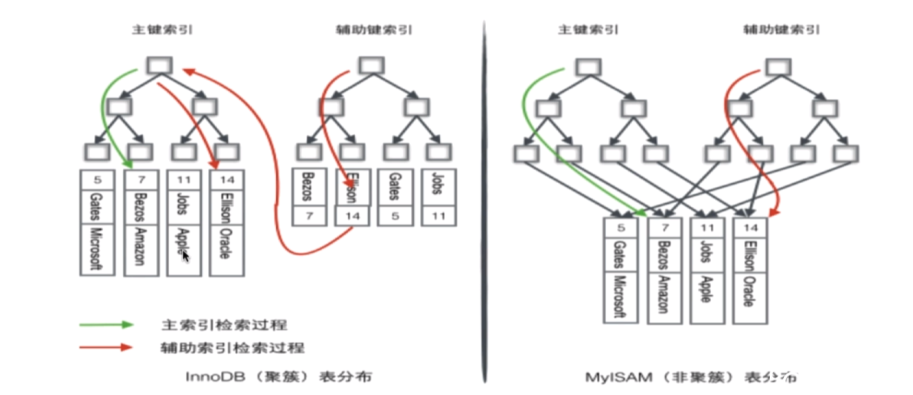 主键索引
辅助键索引
5
Gates
Microsoft
7
Bezos
Amazon
11
Jobs
Apple
14
Ellison
Oracle
Bezos
7
Ellison
14
Gates
5
Jobs
11
主索引检索过程
辅助索引检索过程
InnoDB（聚簇）表分布
主键索引
辅助键索引
5
Gates
Microsoft
7
Bezos
Amazon
11
Jobs
Apple
14
Ellison
Oracle
MyISAM（非聚簇）表分布